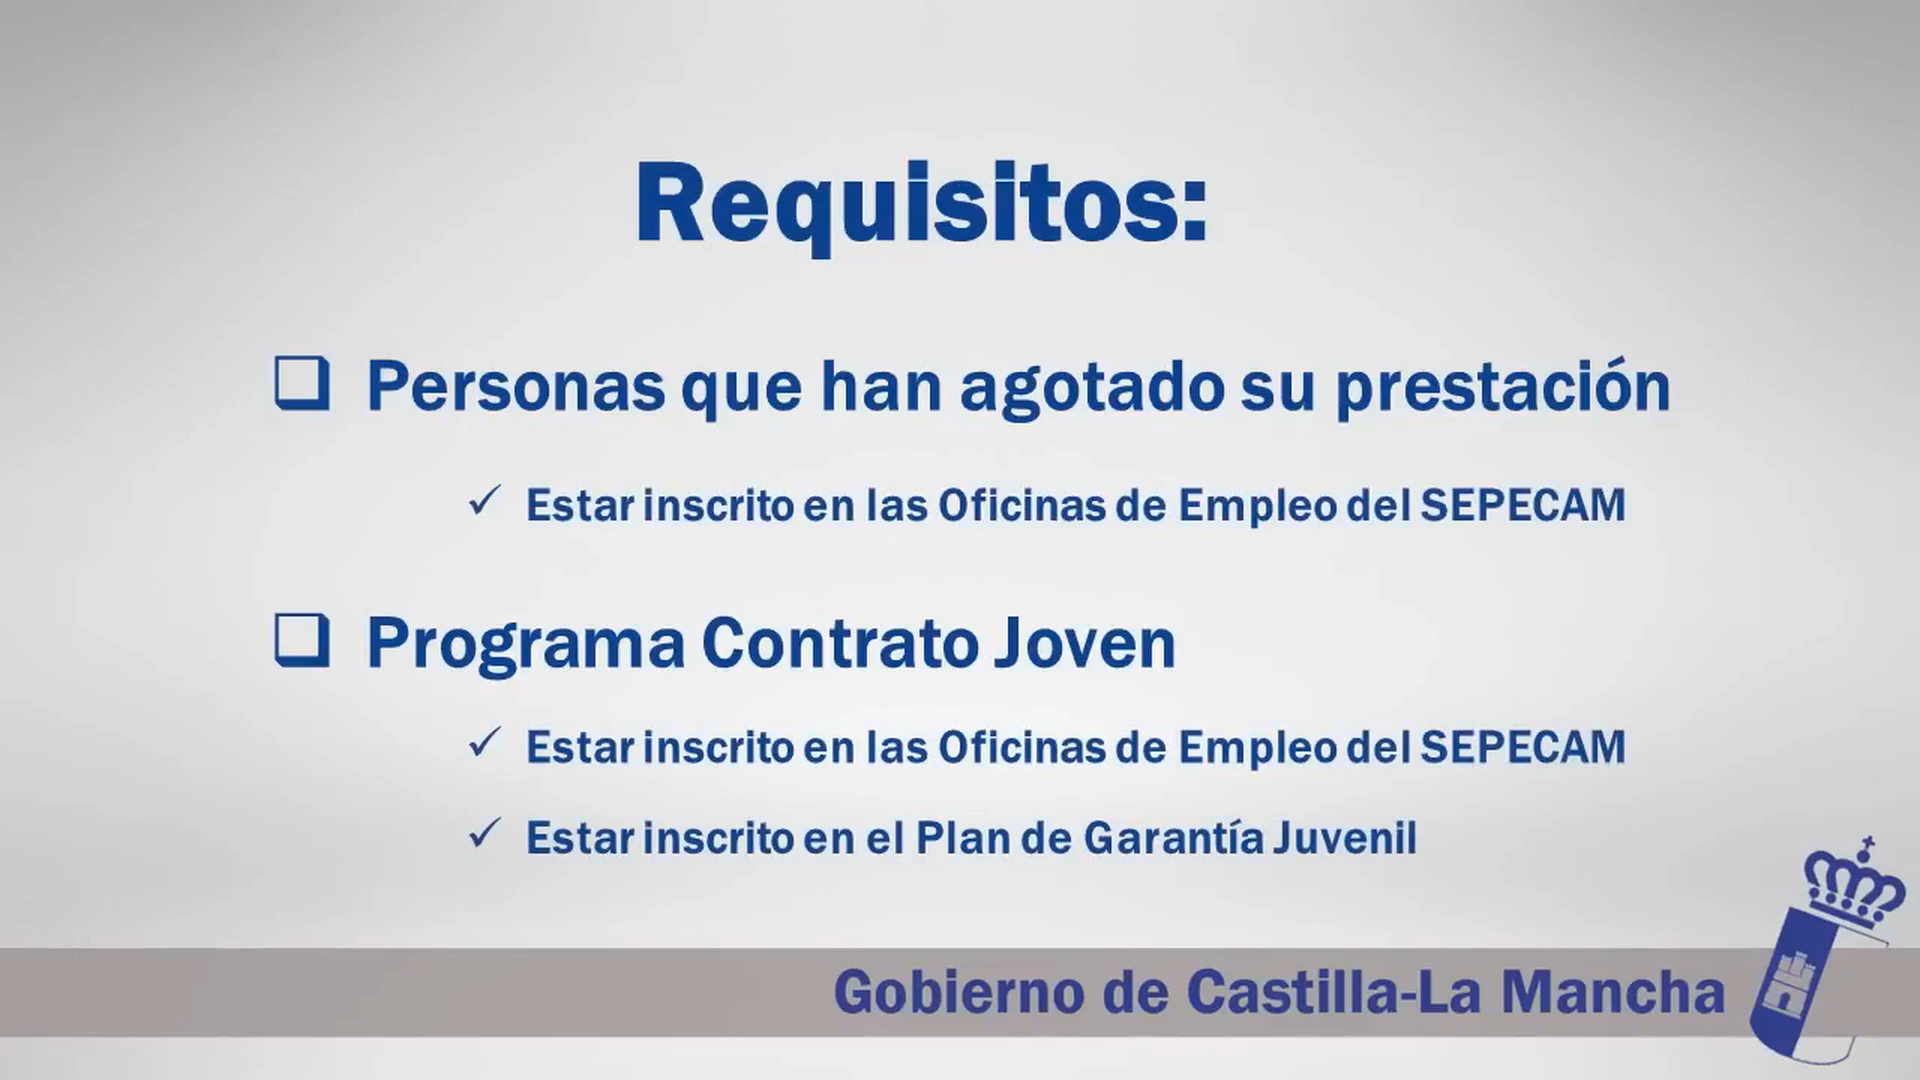 Requisitos:
Personas que han agotado su prestación
Estar inscrito en las Oficinas de Empleo del SEPECAM
Programa Contrato Joven
Estar inscrito en las Oficinas de Empleo del SEPECAM
Estar inscrito en el Plan de Garantía Juvenil
Gobierno de Castilla-La Mancha